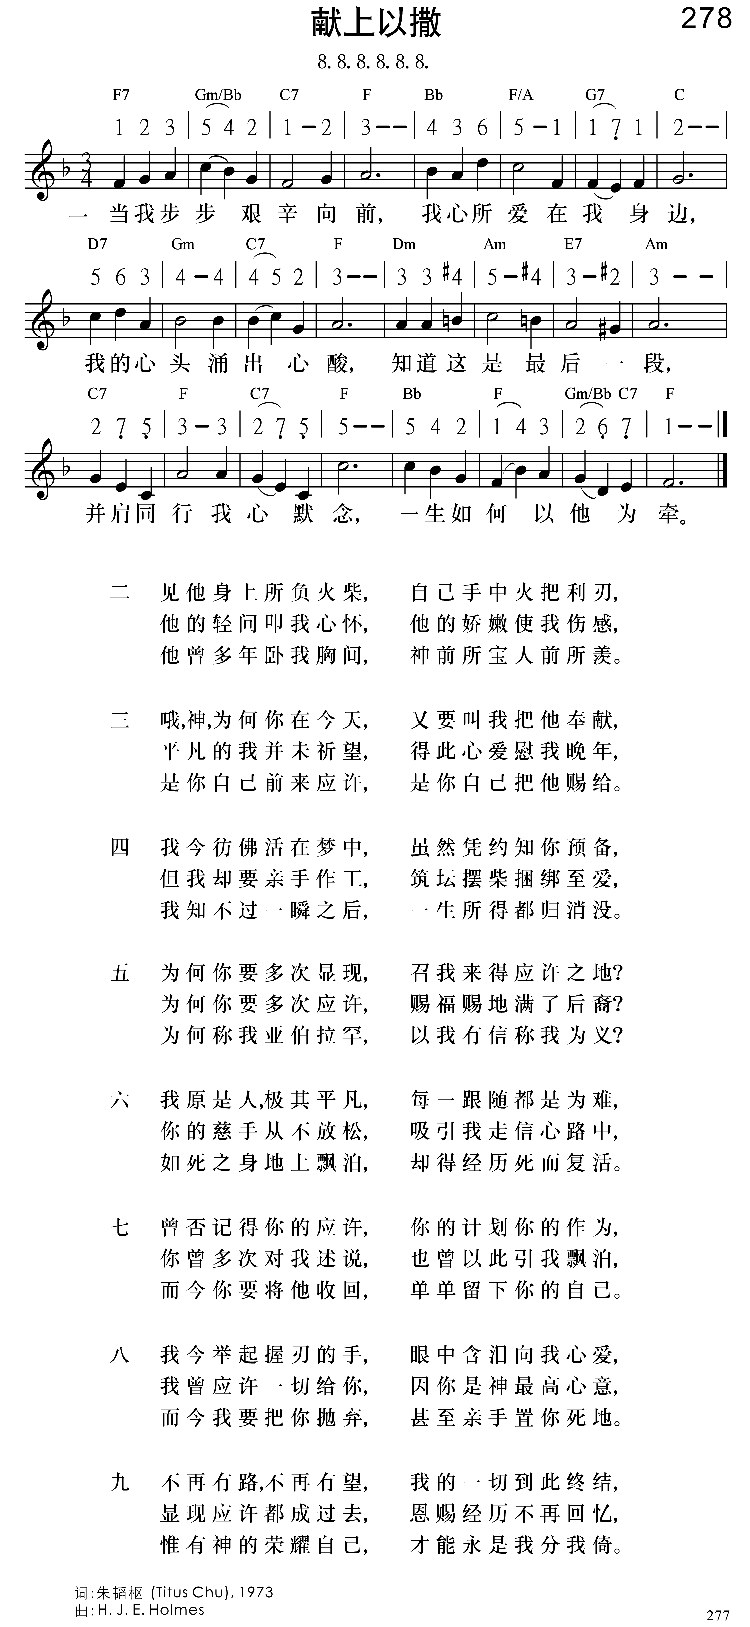 献上以撒 278
8. 8. 8. 8. 8. 8.
F7 Gm/Bb C7 F Bb F/A G7 C
1 2 3 | 5 4 2 | 1 – 2 | 3 – – | 4 3 6 | 5 – 1 | 1 7 1 | 2 – – |
一 当我步步艰辛向前, 我心所爱在我身边,
D7 Gm C7 F Dm Am E7 Am
5 6 3 | 4 – 4 | 4 5 2 | 3 – – | 3 3 #4 | 5 – #4 | 3 – #2 | 3 – – |
我的心头涌出心酸, 知道这是最后一段,
C7 F C7 F Bb F Gm/Bb C7 F
2 7 5 | 3 – 3 | 2 7 5 | 5 – – | 5 4 2 | 1 4 3 | 2 6 7 | 1 – – ‖
并肩同行我心默念, 一生如何以他为牵。
二 见他身上所负火柴, 自己手中火把利刃,
他的轻问叩我心怀, 他的娇嫩使我伤感,
他曾多年卧我胸间, 神前所宝人前所羡。
三 哦,神,为何你在今天, 又要叫我把他奉献,
平凡的我并未祈望, 得此心爱慰我晚年,
是你自己前来应许, 是你自己把他赐给。
四 我今彷佛活在梦中, 虽然凭约知你预备,
但我却要亲手作工, 筑坛摆柴捆绑至爱,
我知不过一瞬之后, 一生所得都归消没。
五 为何你要多次显现, 召我来得应许之地?
为何你要多次应许, 赐福赐地满了后裔?
为何称我亚伯拉罕, 以我有信称我为义?
六 我原是人,极其平凡, 每一跟随都是为难,
你的慈手从不放松, 吸引我走信心路中,
如死之身地上飘泊, 却得经历死而复活。
七 曾否记得你的应许, 你的计划你的作为,
你曾多次对我述说, 也曾以此引我飘泊,
而今你要将他收回, 单单留下你的自己。
八 我今举起握刃的手, 眼中含泪向我心爱,
我曾应许一切给你, 因你是神最高心意,
而今我要把你抛弃, 甚至亲手置你死地。
九 不再有路,不再有望, 我的一切到此终结,
显现应许都成过去, 恩赐经历不再回忆,
惟有神的荣耀自己, 才能永是我分我倚。
词:朱韬枢 (Titus Chu), 1973
曲: H. J. E. Holmes
277